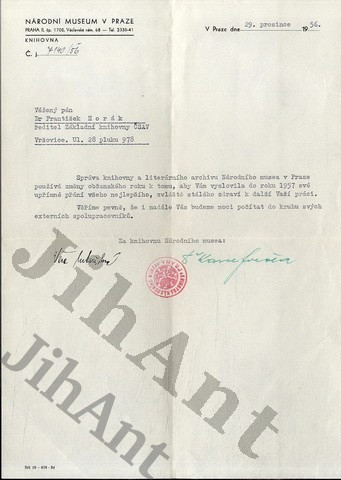 NÁRODNÍ MUSEUM V PRAZE
PRAHA II, tp. 1700, Václavské nám. 68 — Tel. 2330-41
KNIHOVNA
Č. j. 7140/56
V Praze dne 29. prosince 1956.
Vážený pán
Dr František Horák
ředitel Základní knihovny ČSAV
Vršovice, Ul. 28 pluku 978
Správa knihovny a literárního archivu Národního musea v Praze
používá změny občanského roku k tomu, aby Vám vyslovila do roku 1957 své
upřímné přání všeho nejlepšího, zvláště stálého zdraví k další Vaší práci.
Věříme pevně, že i nadále Vás budeme moci počítat do kruhu svých
externích spolupracovníků.
Za knihovnu Národního musea:
JihAnt
JihAnt